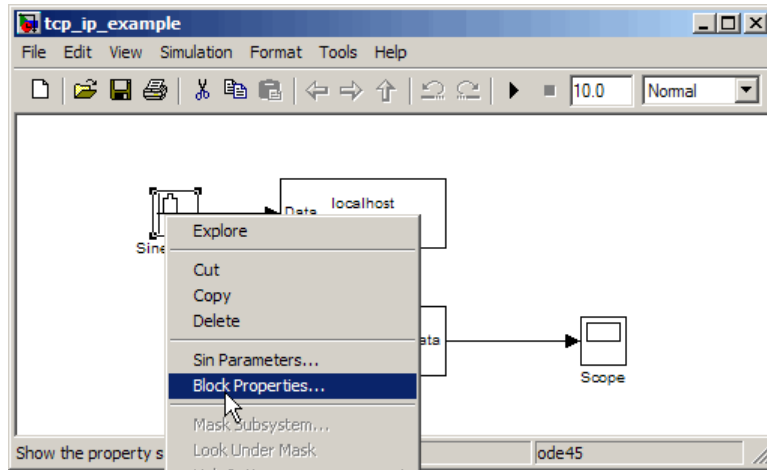 tcp_ip_example
File Edit View Simulation Format Tools Help
10.0 Normal
localhost
Data
Sine
Explore
Cut
Copy
Delete
Sin Parameters...
Block Properties...
Mask Subsystem...
Look Under Mask
ata
Scope
Show the property s
ode45